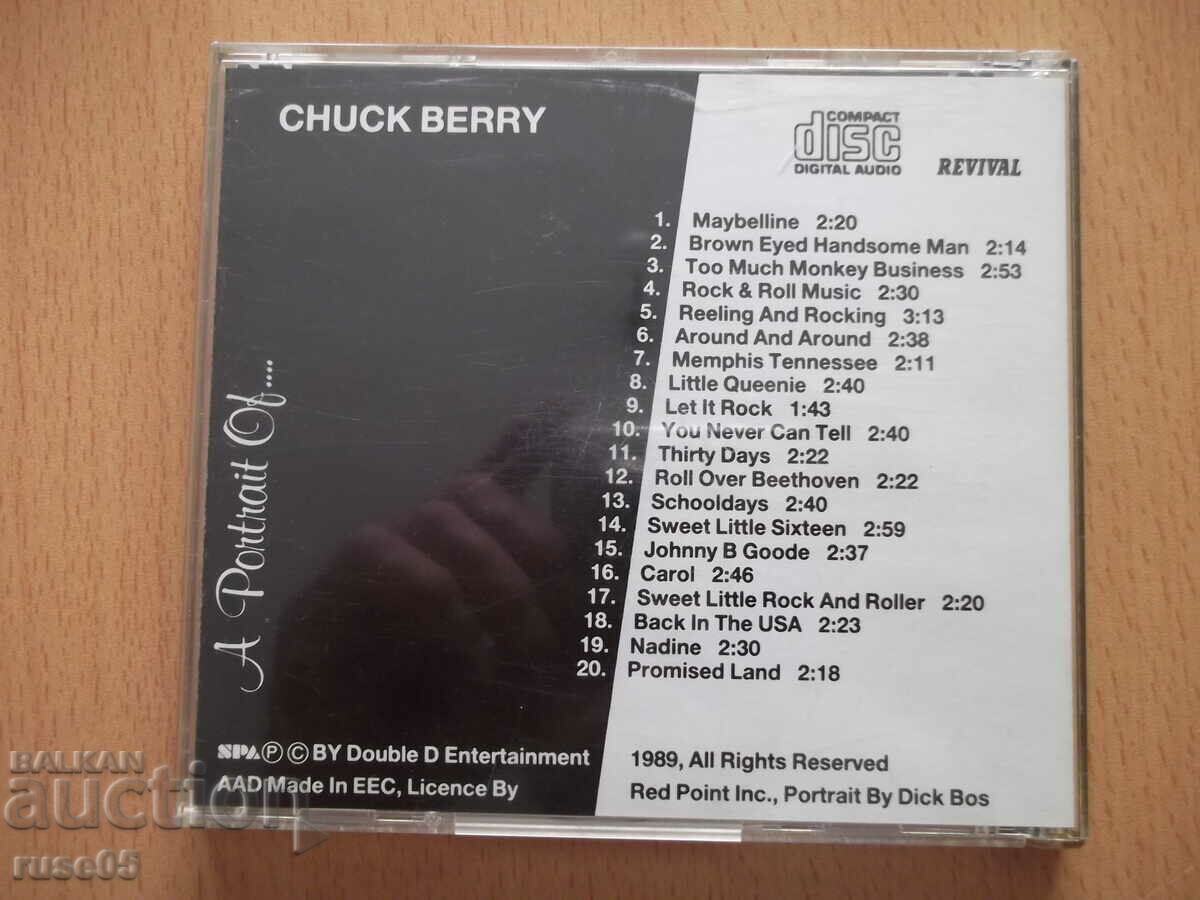 CHUCK BERRY
COMPACT
disc
DIGITAL AUDIO
REVIVAL
1. Maybelline 2:20
2. Brown Eyed Handsome Man 2:14
3. Too Much Monkey Business 2:53
4. Rock & Roll Music 2:30
5. Reeling And Rocking 3:13
6. Around And Around 2:38
7. Memphis Tennessee 2:11
8. Little Queenie 2:40
9. Let It Rock 1:43
10. You Never Can Tell 2:40
11. Thirty Days 2:22
12. Roll Over Beethoven 2:22
13. Schooldays 2:40
14. Sweet Little Sixteen 2:59
15. Johnny B Goode 2:37
16. Carol 2:46
17. Sweet Little Rock And Roller 2:20
18. Back In The USA 2:23
19. Nadine 2:30
20. Promised Land 2:18
A Portrait Of....
SPA Ⓟ © BY Double D Entertainment
1989, All Rights Reserved
AAD Made In EEC, Licence By
Red Point Inc., Portrait By Dick Bos
BALKAN
auction
ruse05